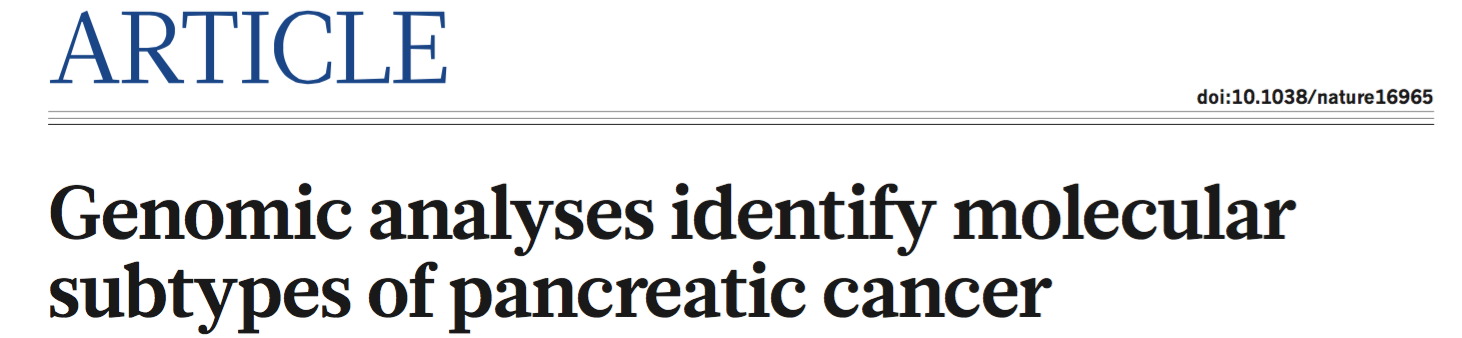 ARTICLE
doi:10.1038/nature16965
Genomic analyses identify molecular
subtypes of pancreatic cancer